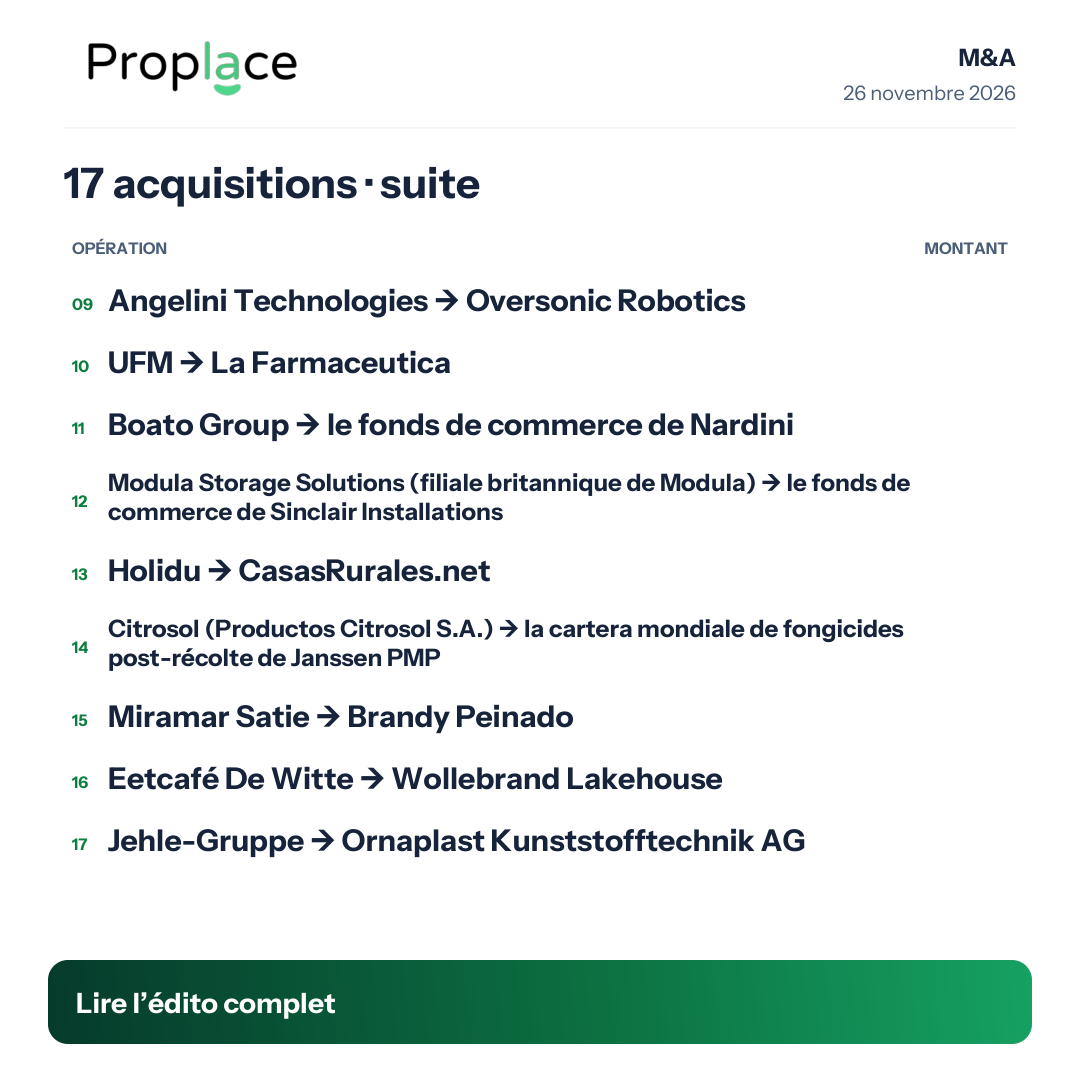 Proplace
M&A
26 novembre 2026
17 acquisitions · suite
OPÉRATION
MONTANT
09 Angelini Technologies → Oversonic Robotics
10 UFM → La Farmaceutica
11 Boato Group → le fonds de commerce de Nardini
12 Modula Storage Solutions (filiale britannique de Modula) → le fonds de
commerce de Sinclair Installations
13 Holidu → CasasRurales.net
14 Citrosol (Productos Citrosol S.A.) → la cartera mondiale de fongicides
post-récolte de Janssen PMP
15 Miramar Satie → Brandy Peinado
16 Eetcafé De Witte → Wollebrand Lakehouse
17 Jehle-Gruppe → Ornaplast Kunststofftechnik AG
Lire l’édito complet